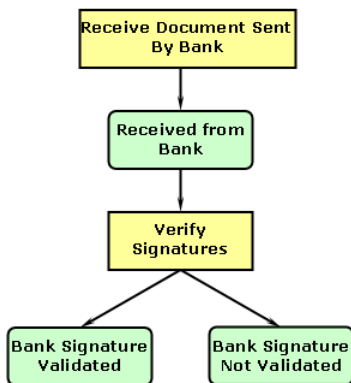 Receive Document Sent
By Bank
Received from
Bank
Verify
Signatures
Bank Signature
Validated
Bank Signature
Not Validated